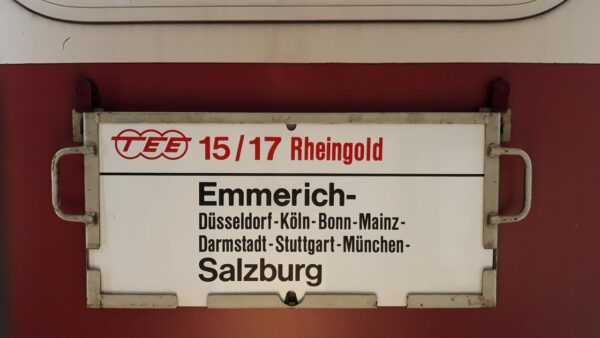 TEE 15/17 Rheingold
Emmerich-
Düsseldorf-Köln-Bonn-Mainz-
Darmstadt-Stuttgart-München-
Salzburg